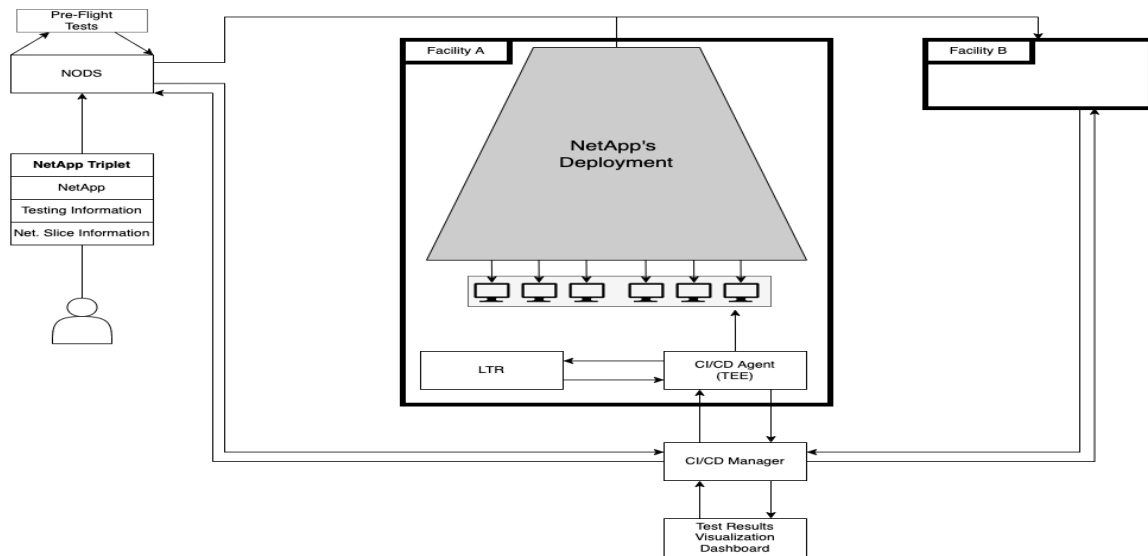 Pre-Flight
Tests
NODS
NetApp Triplet
NetApp
Testing Information
Net. Slice Information
Facility A
NetApp's
Deployment
LTR
CI/CD Agent
(TEE)
CI/CD Manager
Test Results
Visualization
Dashboard
Facility B